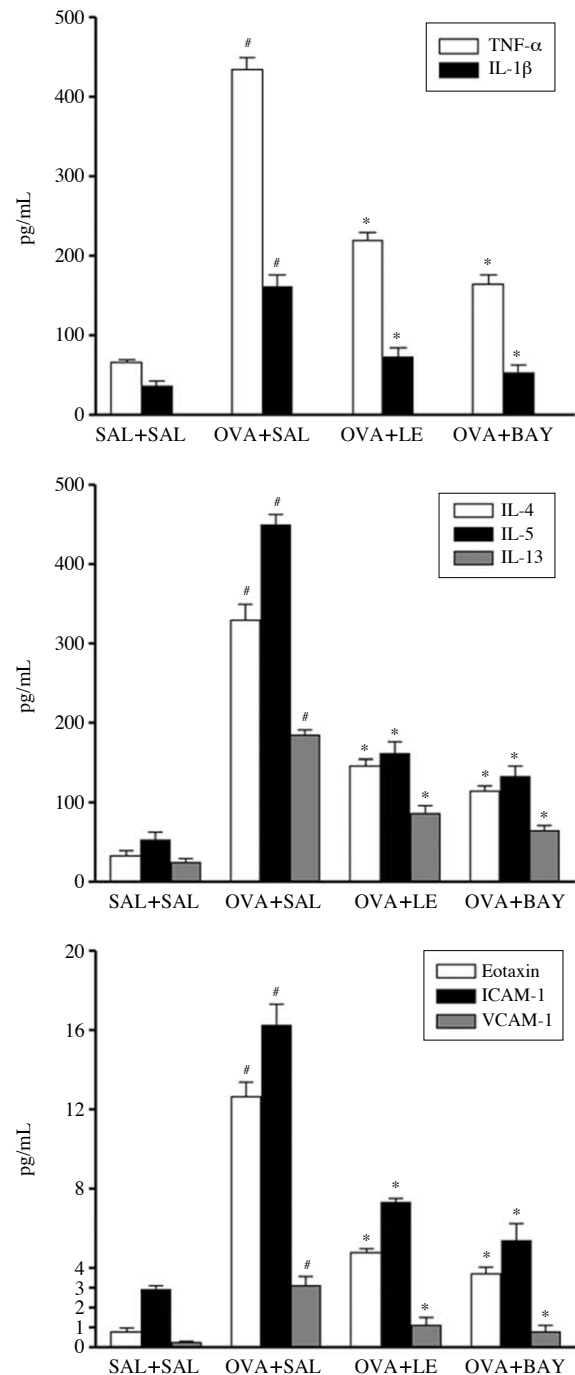 500
400
300
200
100
0
pg/mL
TNF-α
IL-1β
# # * * * *
SAL+SAL OVA+SAL OVA+LE OVA+BAY
500
400
300
200
100
0
pg/mL
IL-4
IL-5
IL-13
# # # * * * * * *
SAL+SAL OVA+SAL OVA+LE OVA+BAY
20
16
12
8
4
3
2
1
0
pg/mL
Eotaxin
ICAM-1
VCAM-1
# # # * * * * * *
SAL+SAL OVA+SAL OVA+LE OVA+BAY